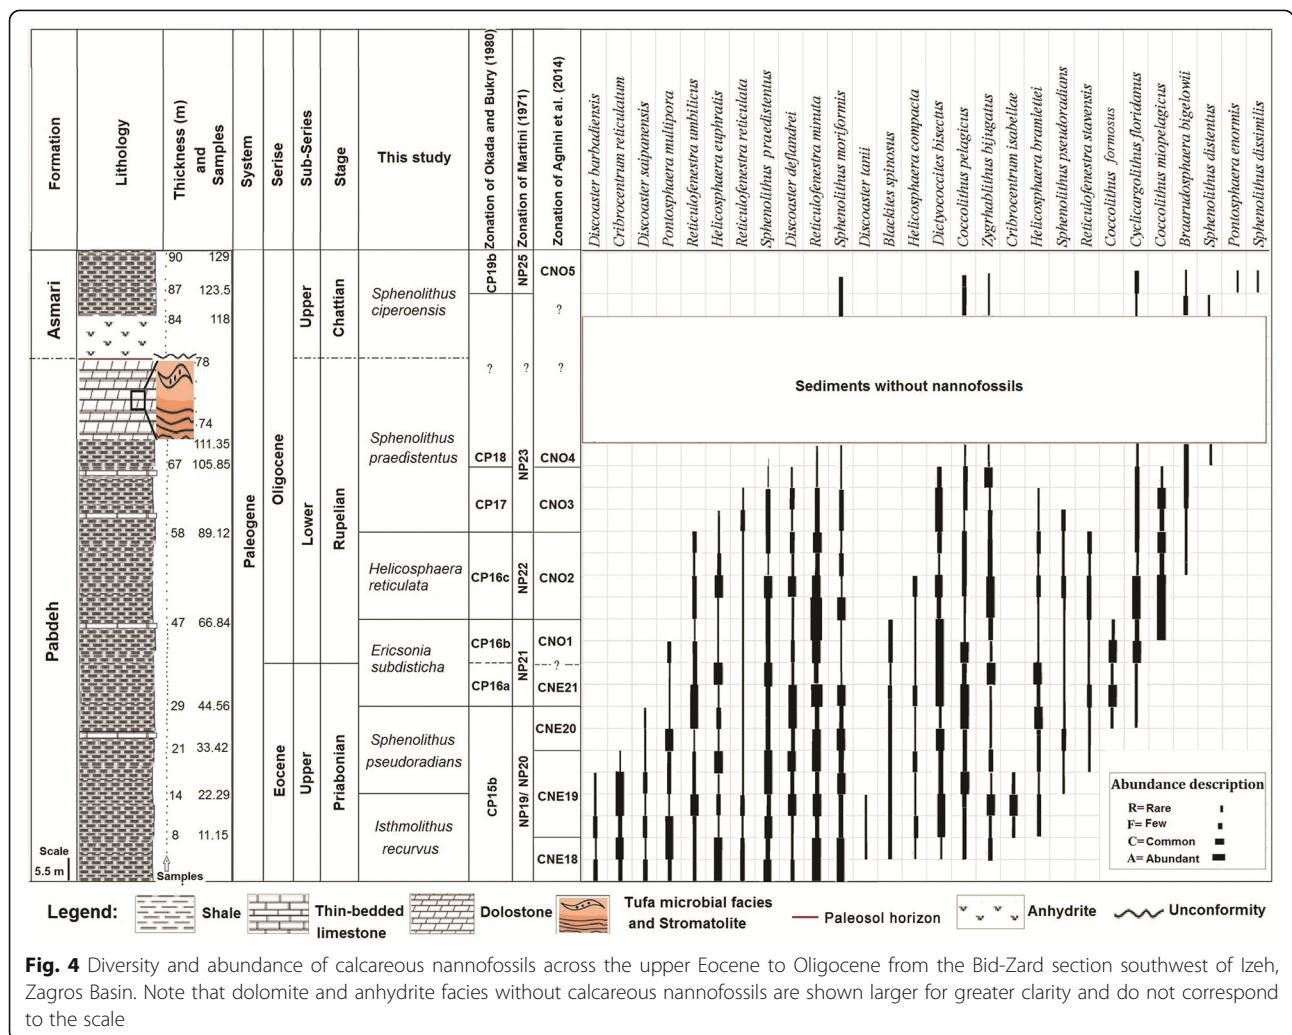 Formation
Lithology
Thickness (m)
and
Samples
System
Serise
Sub-Series
Stage
This study
Zonation of Okada and Bukry (1980)
Zonation of Martini (1971)
Zonation of Agnini et al. (2014)
Discoaster barbadiensis
Cribrocentrum reticulatum
Discoaster saipanensis
Pontosphaera multipora
Reticulofenestra umbilicus
Helicosphaera euphratis
Reticulofenestra reticulata
Sphenolithus praedistentus
Discoaster deflandrei
Reticulofenestra minuta
Sphenolithus moriformis
Discoaster tanii
Blackites spinosus
Helicosphaera compacta
Dictyococcites bisectus
Coccolithus pelagicus
Zygrhablithus bijugatus
Cribrocentrum isabellae
Helicosphaera bramlettei
Sphenolithus pseudoradians
Reticulofenestra stavensis
Coccolithus formosus
Cyclicargolithus floridanus
Coccolithus miopelagicus
Braarudosphaera bigelowii
Sphenolithus distentus
Pontosphaera enormis
Sphenolithus dissimilis
Asmari
Pabdeh
90 129
87 123.5
84 118
78
74
111.35
67 105.85
58 89.12
47 66.84
29 44.56
21 33.42
14 22.29
8 11.15
Samples
Scale
5.5 m
Paleogene
Oligocene
Eocene
Upper
Lower
Upper
Chattian
Rupelian
Priabonian
Sphenolithus
ciperoensis
Sphenolithus
praedistentus
Helicosphaera
reticulata
Ericsonia
subdisticha
Sphenolithus
pseudoradians
Isthmolithus
recurvus
CP19b
?
CP18
CP17
CP16c
CP16b
CP16a
CP15b
NP25
?
NP23
NP22
NP21
NP19/ NP20
CNO5
?
?
CNO4
CNO3
CNO2
CNO1
?
CNE21
CNE20
CNE19
CNE18
Sediments without nannofossils
Abundance description
R= Rare
F= Few
C= Common
A= Abundant
Legend:
Shale
Thin-bedded
limestone
Dolostone
Tufa microbial facies
and Stromatolite
Paleosol horizon
Anhydrite
Unconformity
Fig. 4 Diversity and abundance of calcareous nannofossils across the upper Eocene to Oligocene from the Bid-Zard section southwest of Izeh,
Zagros Basin. Note that dolomite and anhydrite facies without calcareous nannofossils are shown larger for greater clarity and do not correspond
to the scale